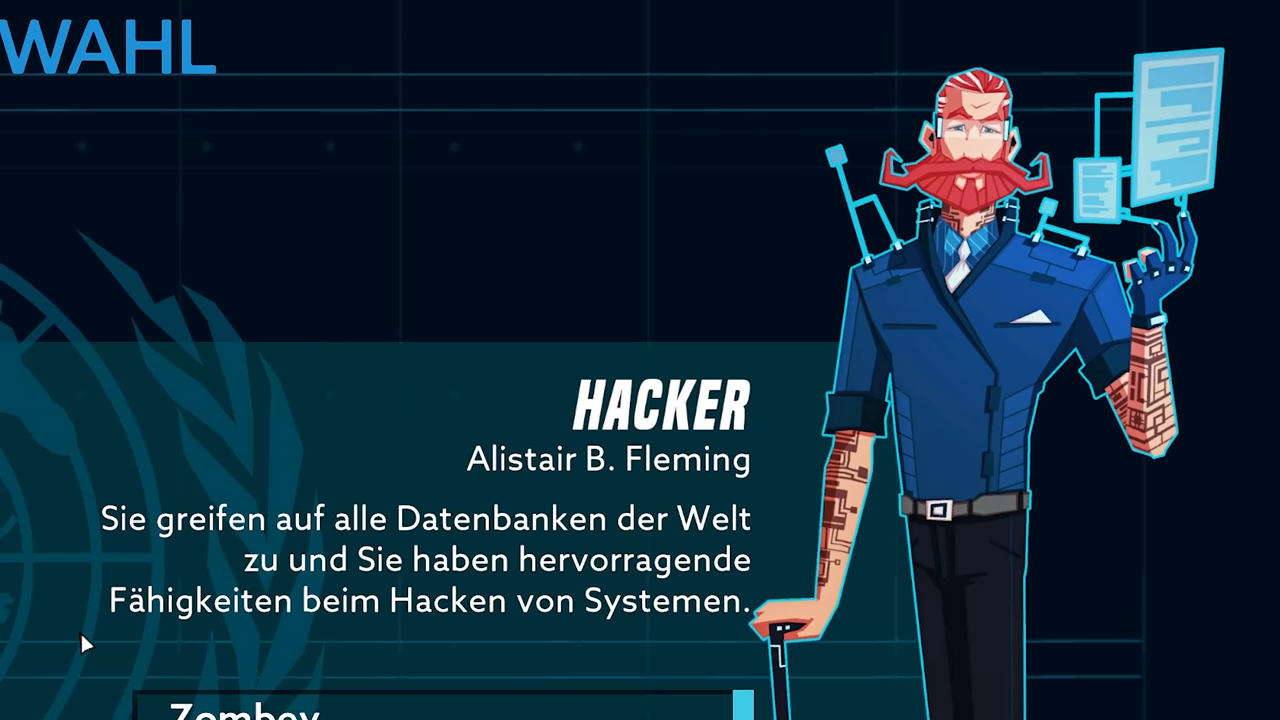 WAHL
HACKER
Alistair B. Fleming
Sie greifen auf alle Datenbanken der Welt
zu und Sie haben hervorragende
Fähigkeiten beim Hacken von Systemen.
Zombey